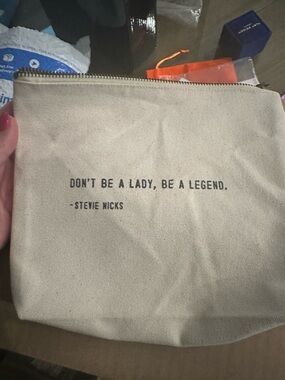 DON'T BE A LADY, BE A LEGEND.
-STEVIE NICKS